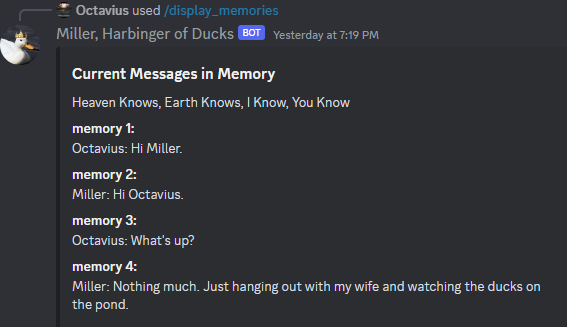 Octavius used /display_memories
Miller, Harbinger of Ducks BOT Yesterday at 7:19 PM
Current Messages in Memory
Heaven Knows, Earth Knows, I Know, You Know
memory 1:
Octavius: Hi Miller.
memory 2:
Miller: Hi Octavius.
memory 3:
Octavius: What's up?
memory 4:
Miller: Nothing much. Just hanging out with my wife and watching the ducks on
the pond.